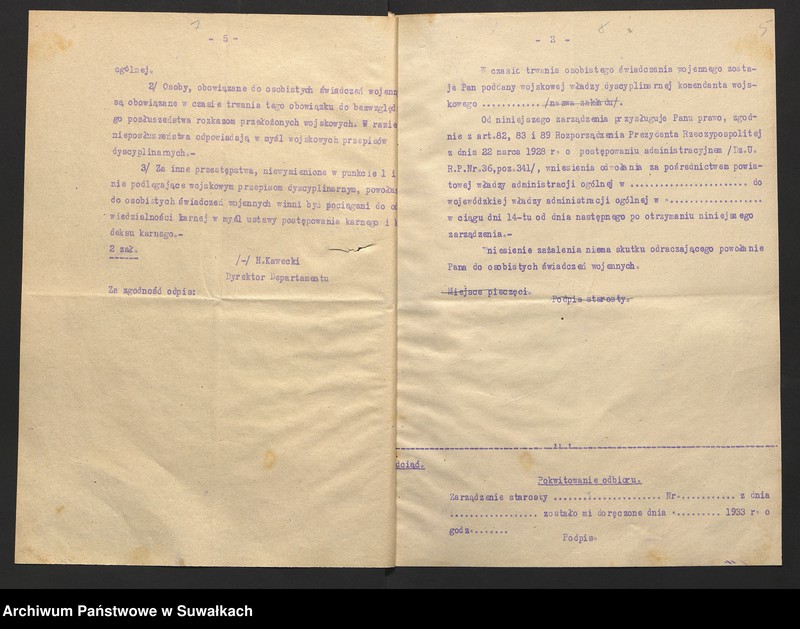 - 5 -
ogólnej.
2/ Osoby, obowiązane do osobistych świadczeń wojenn
są obowiązane w czasie trwania tego obowiązku do bezwzględ
go posłuszeństwa rozkazom przełożonych wojskowych. W razie
nieposłuszeństwa odpowiadają w myśl wojskowych przepisów
dyscyplinarnych.-
3/ Za inne przestępstwa, niewymienione w punkcie 1 i
nie podlegające wojskowym przepisom dyscyplinarnym, powoła
do osobistych świadczeń wojennych winni być pociągani do o
wiedzialności karnej w myśl ustawy postępowania karnego i k
deksu karnego.-
2 zał.
/-/ H.Kawecki
Dyrektor Departamentu
Za zgodność odpis:
- 2 -
8
5
W czasie trwania osobistego świadczenia wojennego zosta-
je Pan poddany wojskowej władzy dyscyplinarnej komendanta wojs-
kowego ............/nazwa zakładu/.
Od niniejszego zarządzenia przysługuje Panu prawo, zgod-
nie z art.82, 83 i 89 Rozporządzenia Prezydenta Rzeczypospolitej
z dnia 22 marca 1928 r. o postępowaniu administracyjnem /Dz.U.
R.P.Nr.36,poz.341/, wniesienia odwołania za pośrednictwem powia-
towej władzy administracji ogólnej w ..................... do
wojewódzkiej władzy administracji ogólnej w ...................
w ciągu dni 14-tu od dnia następnego po otrzymaniu niniejszego
zarządzenia.-
Wniesienie zażalenia niema skutku odraczającego powołanie
Pana do osobistych świadczeń wojennych.
Miejsce pieczęci.
Podpis starosty.
dciąć.
Pokwitowanie odbioru.
Zarządzenie starosty ..................... Nr............ z dnia
................. zostało mi doręczone dnia .......... 1933 r. o
godz........
Podpis.
Archiwum Państwowe w Suwałkach